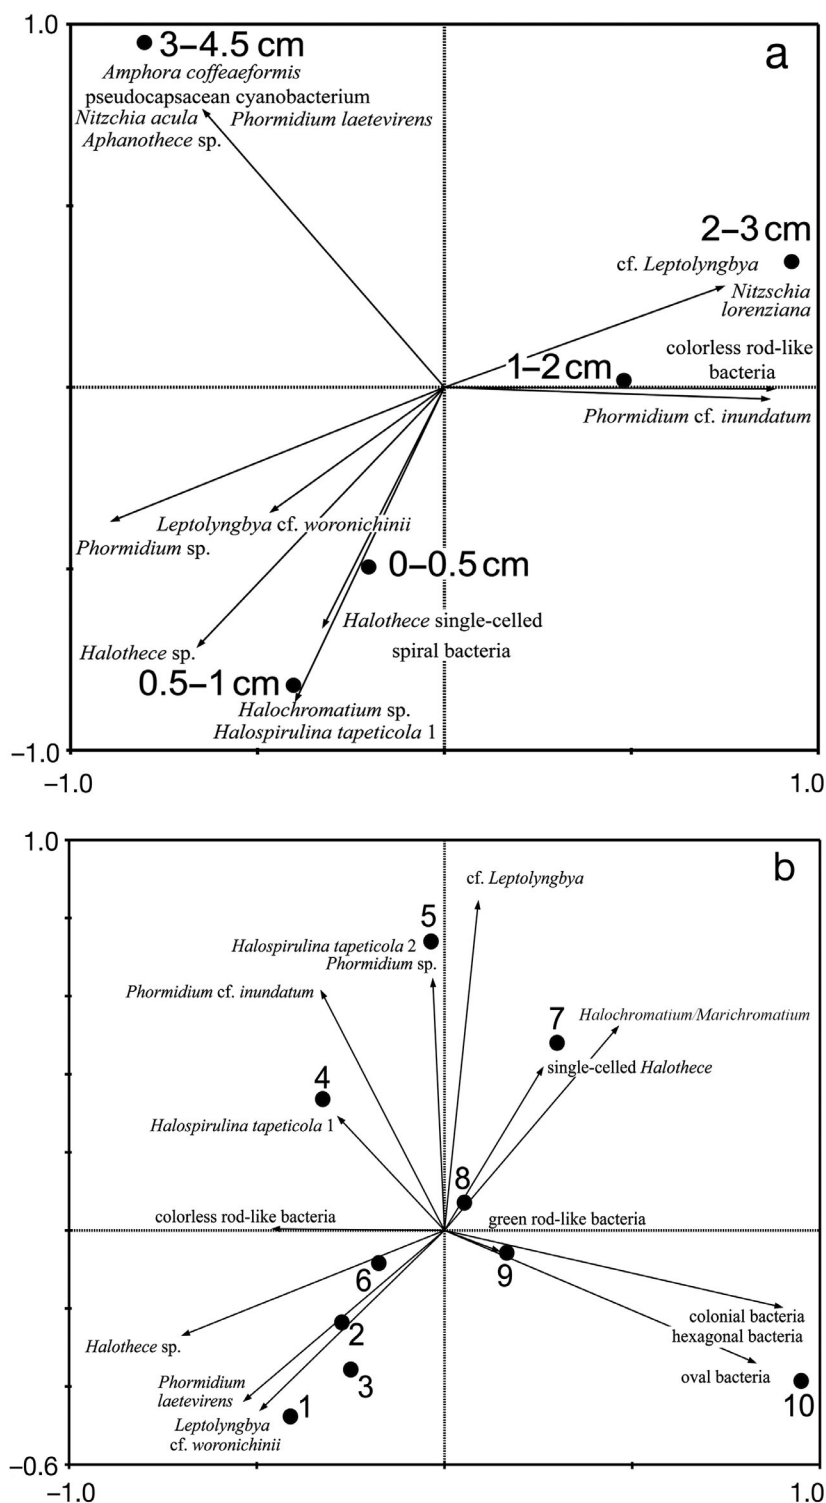 1.0
a
3–4.5 cm
Amphora coffeaeformis
pseudocapsacean cyanobacterium
Nitzchia acula
Phormidium laetevirens
Aphanothece sp.
2–3 cm
cf. Leptolyngbya
Nitzschia
lorenziana
colorless rod-like
bacteria
1–2 cm
Phormidium cf. inundatum
Leptolyngbya cf. woronichinii
Phormidium sp.
0–0.5 cm
Halothece single-celled
spiral bacteria
Halothece sp.
0.5–1 cm
Halochromatium sp.
Halospirulina tapeticola 1
−1.0
−1.0
1.0
1.0
b
cf. Leptolyngbya
5
Halospirulina tapeticola 2
Phormidium sp.
Phormidium cf. inundatum
7
Halochromatium/Marichromatium
single-celled Halothece
4
Halospirulina tapeticola 1
8
colorless rod-like bacteria
green rod-like bacteria
6
9
colonial bacteria
2
hexagonal bacteria
Halothece sp.
oval bacteria
3
Phormidium
laetevirens
10
1
Leptolyngbya
cf. woronichinii
−0.6
−1.0
1.0